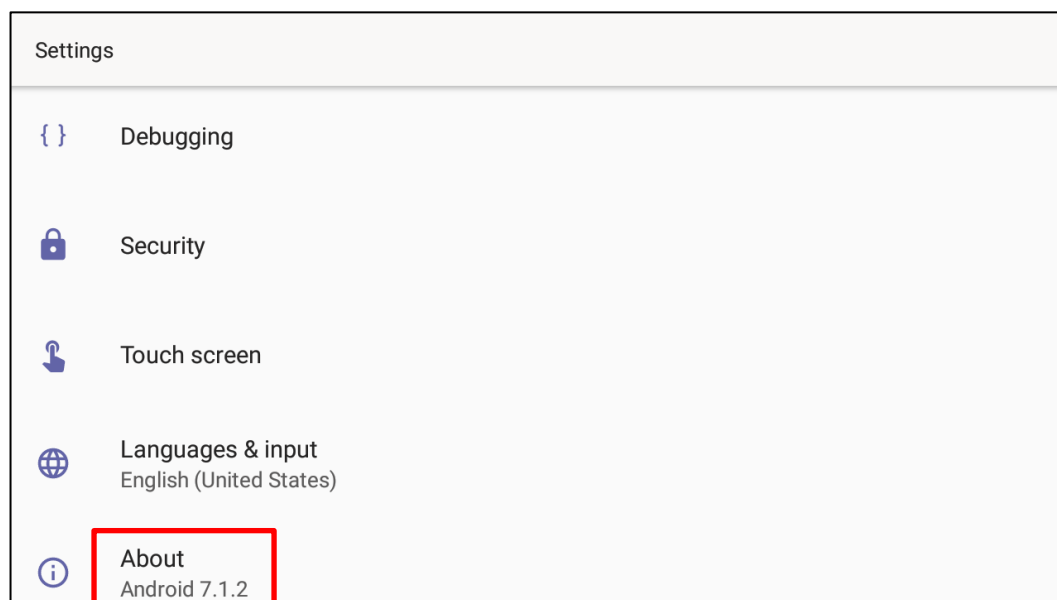 Settings
Debugging
Security
Touch screen
Languages & input
English (United States)
About
Android 7.1.2